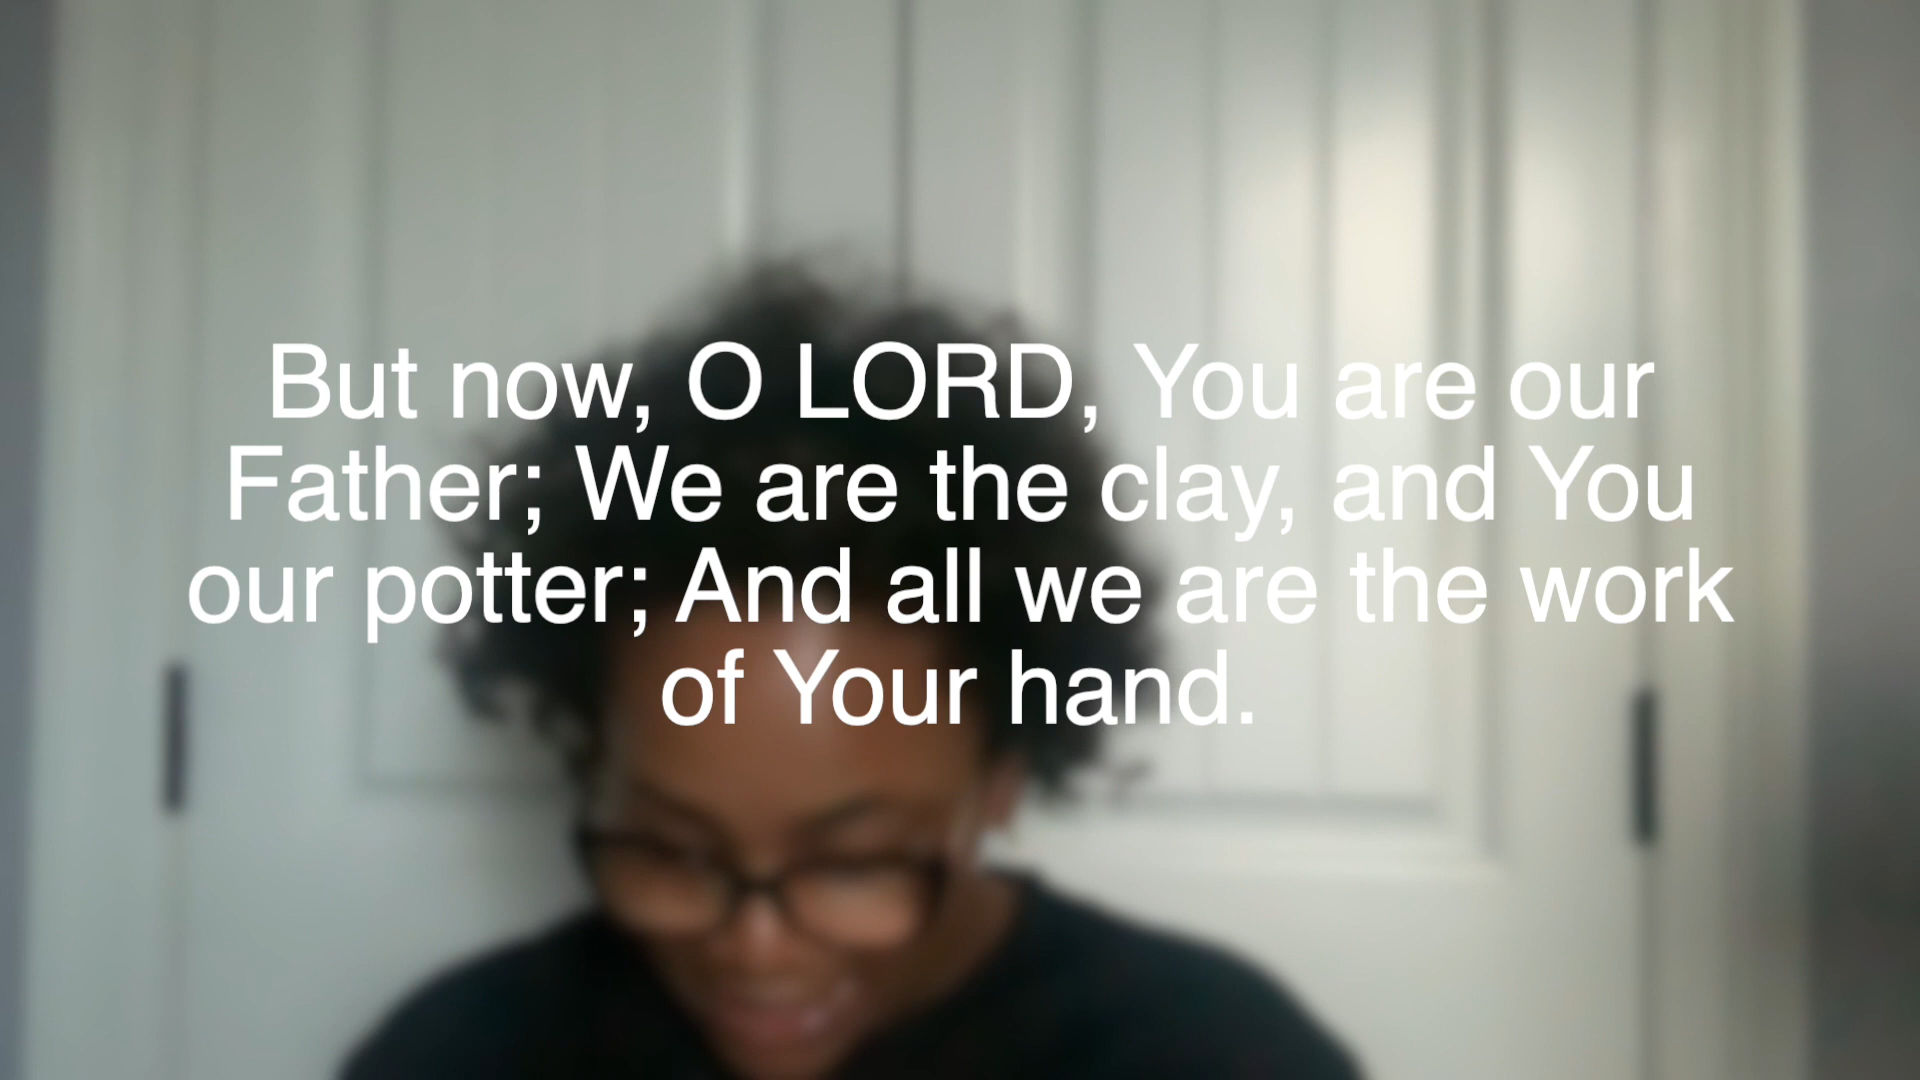 But now, O LORD, You are our
Father; We are the clay, and You
our potter; And all we are the work
of Your hand.